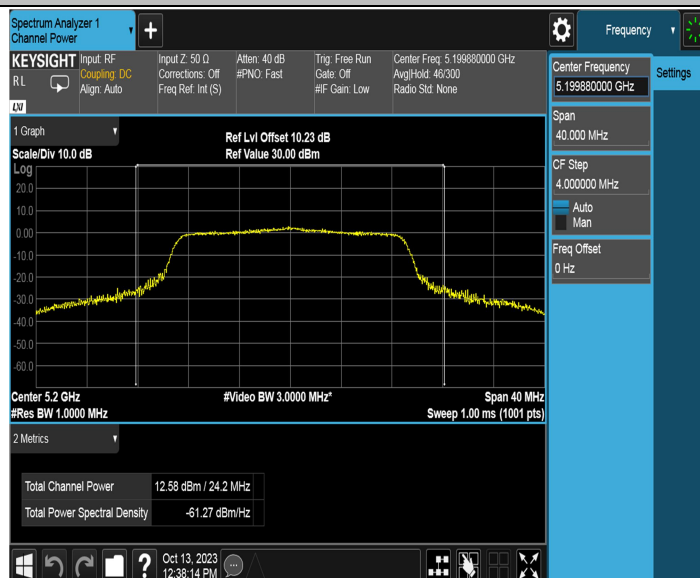 Spectrum Analyzer 1
Channel Power
Frequency
KEYSIGHT
RL
LXI
Input: RF
Coupling: DC
Align: Auto
Input Z: 50 Ω
Corrections: Off
Freq Ref: Int (S)
Atten: 40 dB
#PNO: Fast
Trig: Free Run
Gate: Off
#IF Gain: Low
Center Freq: 5.199880000 GHz
Avg|Hold: 46/300
Radio Std: None
Center Frequency
5.199880000 GHz
Settings
Span
40.000 MHz
CF Step
4.000000 MHz
Auto
Man
Freq Offset
0 Hz
1 Graph
Scale/Div 10.0 dB
Ref Lvl Offset 10.23 dB
Ref Value 30.00 dBm
Log
20.0
10.0
0.00
-10.0
-20.0
-30.0
-40.0
-50.0
-60.0
Center 5.2 GHz
#Video BW 3.0000 MHz*
Span 40 MHz
#Res BW 1.0000 MHz
Sweep 1.00 ms (1001 pts)
2 Metrics
Total Channel Power 12.58 dBm / 24.2 MHz
Total Power Spectral Density -61.27 dBm/Hz
?
Oct 13, 2023
12:38:14 PM